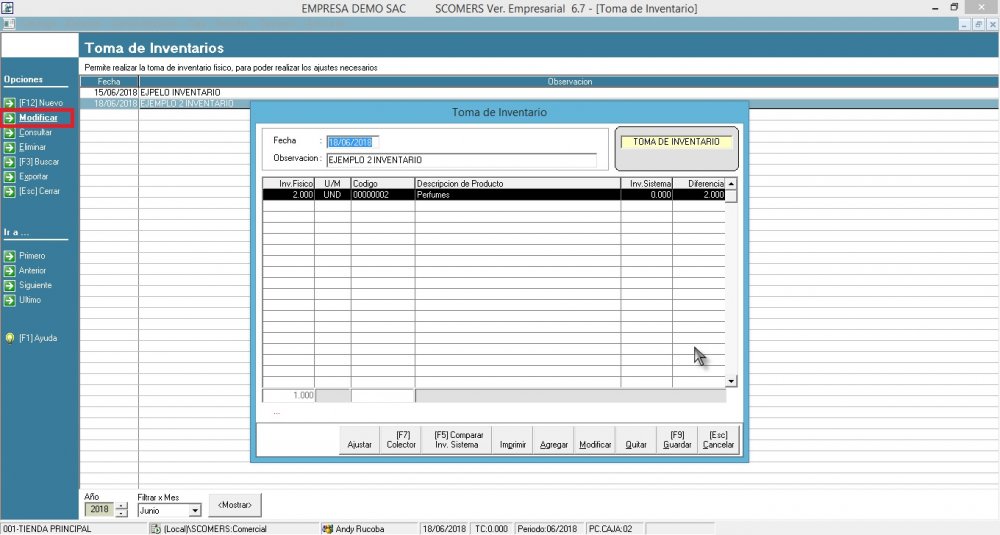 EMPRESA DEMO SAC SCOMERS Ver. Empresarial 6.7 - [Toma de Inventario]
Toma de Inventarios
Permite realizar la toma de inventario fisico, para poder realizar los ajustes necesarios
Opciones
[F12] Nuevo
Modificar
Consultar
Eliminar
[F3] Buscar
Exportar
[Esc] Cerrar
Ir a ...
Primero
Anterior
Siguiente
Ultimo
[F1] Ayuda
Fecha Observacion
15/06/2018 EJPELO INVENTARIO
18/06/2018 EJEMPLO 2 INVENTARIO
Toma de Inventario
Fecha : 18/06/2018
Observacion : EJEMPLO 2 INVENTARIO
TOMA DE INVENTARIO
Inv.Fisico U/M Codigo Descripcion de Producto Inv.Sistema Diferencia
2.000 UND 00000002 Perfumes 0.000 2.000
1.000
...
Ajustar
[F7] Colector
[F5] Comparar Inv. Sistema
Imprimir
Agregar
Modificar
Quitar
[F9] Guardar
[Esc] Cancelar
Año Filtrar x Mes
2018 Junio <Mostrar>
001-TIENDA PRINCIPAL (Local)\SCOMERS:Comercial Andy Rucoba 18/06/2018 TC:0.000 Periodo:06/2018 PC.CAJA:02